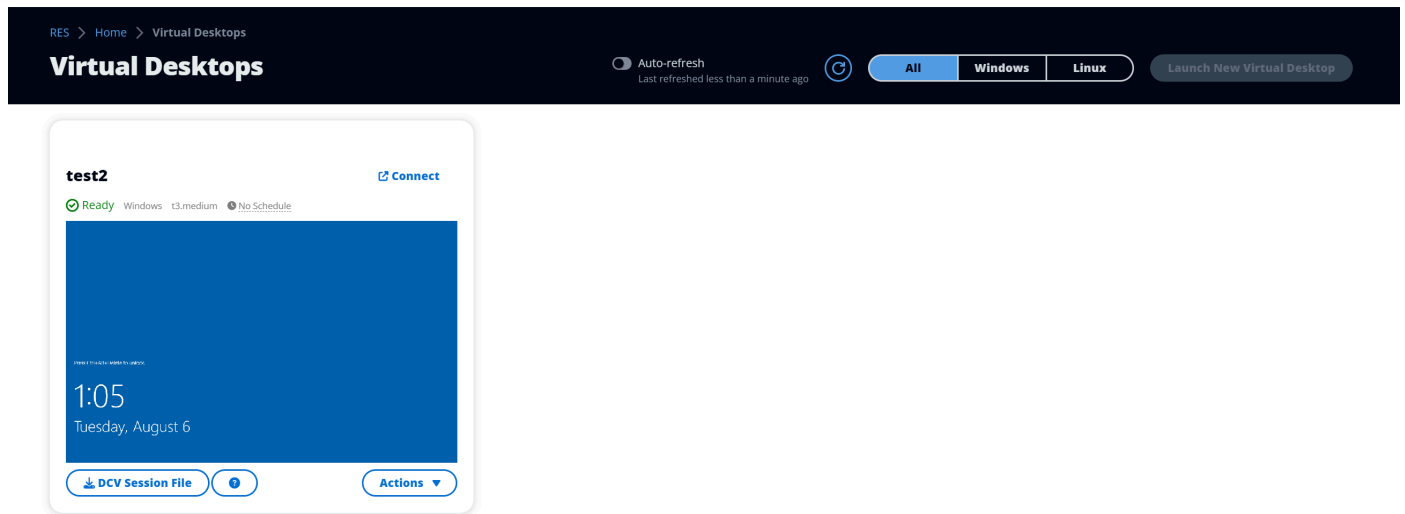 RES > Home > Virtual Desktops
Virtual Desktops
Auto-refresh
Last refreshed less than a minute ago
All
Windows
Linux
Launch New Virtual Desktop
test2
Connect
Ready Windows t3.medium No Schedule
1:05
Tuesday, August 6
DCV Session File
?
Actions